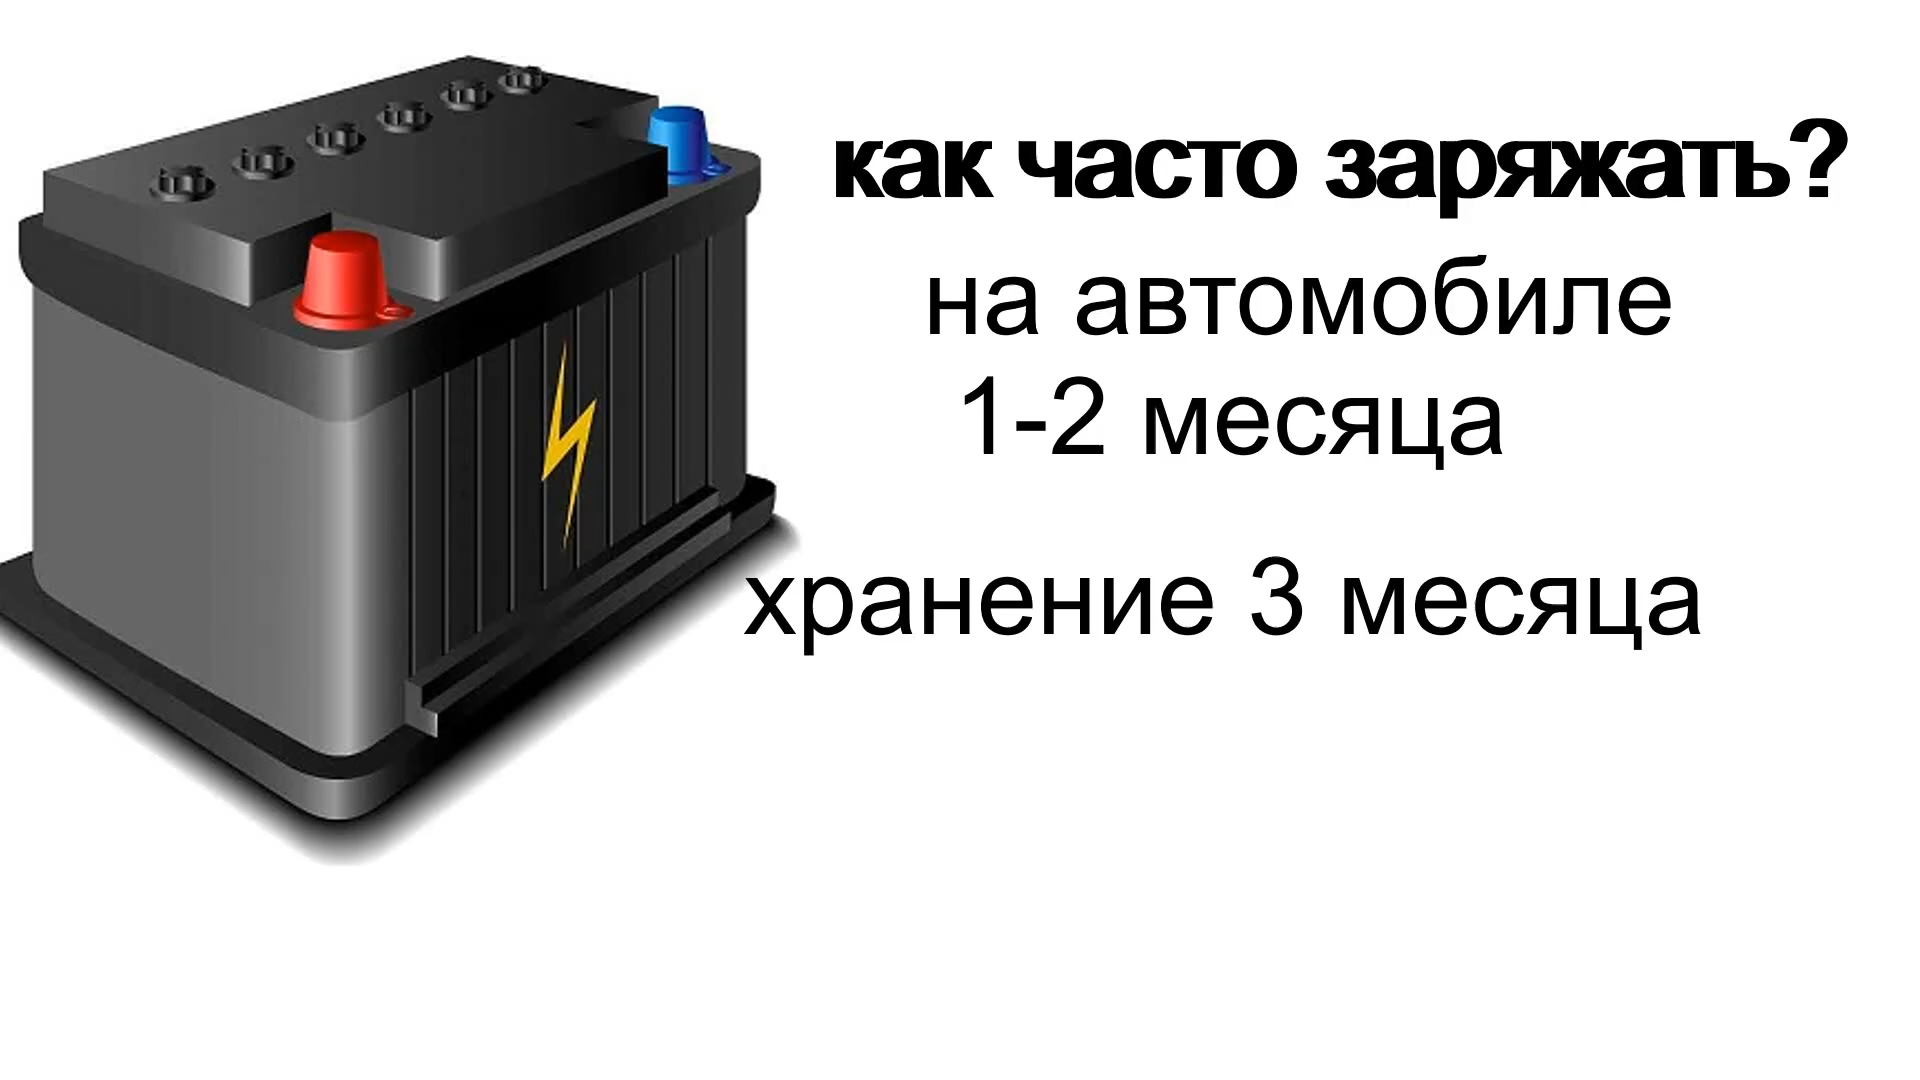 как часто заряжать?
на автомобиле
1-2 месяца
хранение 3 месяца